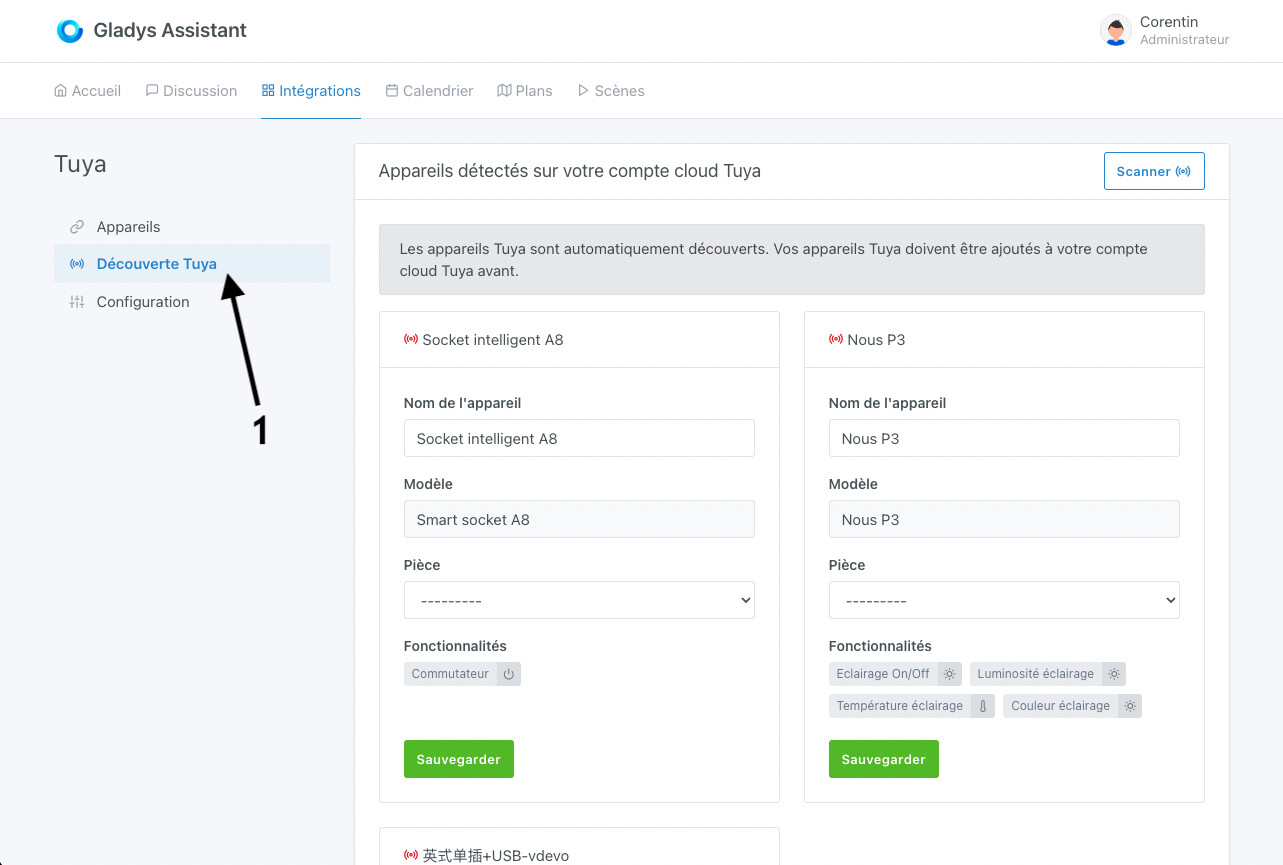 Gladys Assistant
Corentin
Administrateur
Accueil
Discussion
Intégrations
Calendrier
Plans
Scènes
Tuya
Appareils
Découverte Tuya
Configuration
1
Appareils détectés sur votre compte cloud Tuya
Scanner
Les appareils Tuya sont automatiquement découverts. Vos appareils Tuya doivent être ajoutés à votre compte
cloud Tuya avant.
Socket intelligent A8
Nom de l'appareil
Socket intelligent A8
Modèle
Smart socket A8
Pièce
---------
Fonctionnalités
Commutateur
Sauvegarder
Nous P3
Nom de l'appareil
Nous P3
Modèle
Nous P3
Pièce
---------
Fonctionnalités
Eclairage On/Off
Luminosité éclairage
Température éclairage
Couleur éclairage
Sauvegarder
英式单插+USB-vdevo